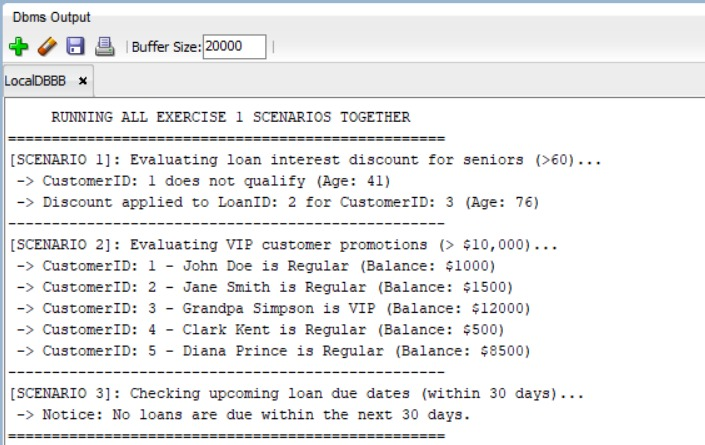 Dbms Output
Buffer Size: 20000
LocalDBBB
RUNNING ALL EXERCISE 1 SCENARIOS TOGETHER
==================================================
[SCENARIO 1]: Evaluating loan interest discount for seniors (>60)...
-> CustomerID: 1 does not qualify (Age: 41)
-> Discount applied to LoanID: 2 for CustomerID: 3 (Age: 76)
--------------------------------------------------
[SCENARIO 2]: Evaluating VIP customer promotions (> $10,000)...
-> CustomerID: 1 - John Doe is Regular (Balance: $1000)
-> CustomerID: 2 - Jane Smith is Regular (Balance: $1500)
-> CustomerID: 3 - Grandpa Simpson is VIP (Balance: $12000)
-> CustomerID: 4 - Clark Kent is Regular (Balance: $500)
-> CustomerID: 5 - Diana Prince is Regular (Balance: $8500)
--------------------------------------------------
[SCENARIO 3]: Checking upcoming loan due dates (within 30 days)...
-> Notice: No loans are due within the next 30 days.
==================================================